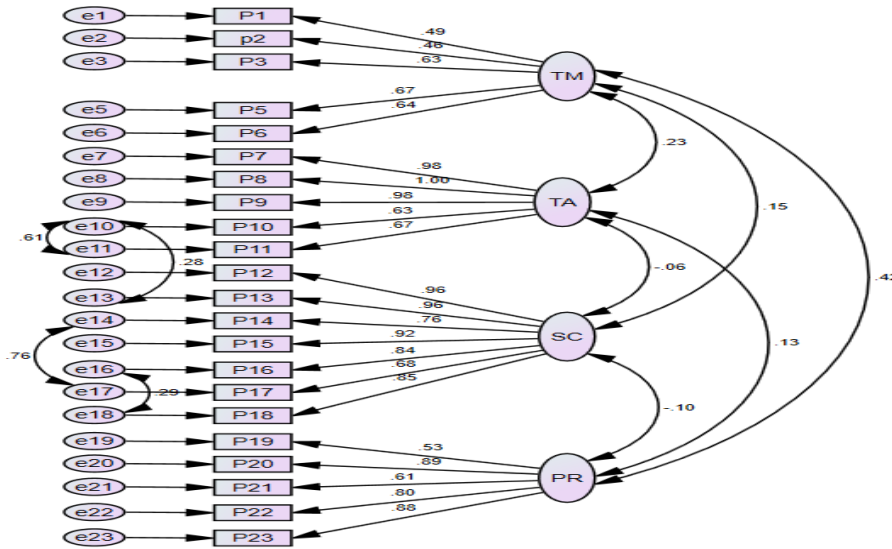 e1 P1
.49
e2 p2
.46
e3 P3
.63
TM
e5 P5
.67
e6 P6
.64
.23
e7 P7
.98
e8 P8
1.00
e9 P9
.98
TA
.15
e10 P10
.63
.61
e11 P11
.67
.28
-.06
e12 P12
.96
e13 P13
.96
e14 P14
.76
SC
e15 P15
.92
.13
.76
e16 P16
.84
e17 P17
.68
.29
e18 P18
.85
-.10
e19 P19
.53
e20 P20
.89
PR
e21 P21
.61
e22 P22
.80
e23 P23
.88